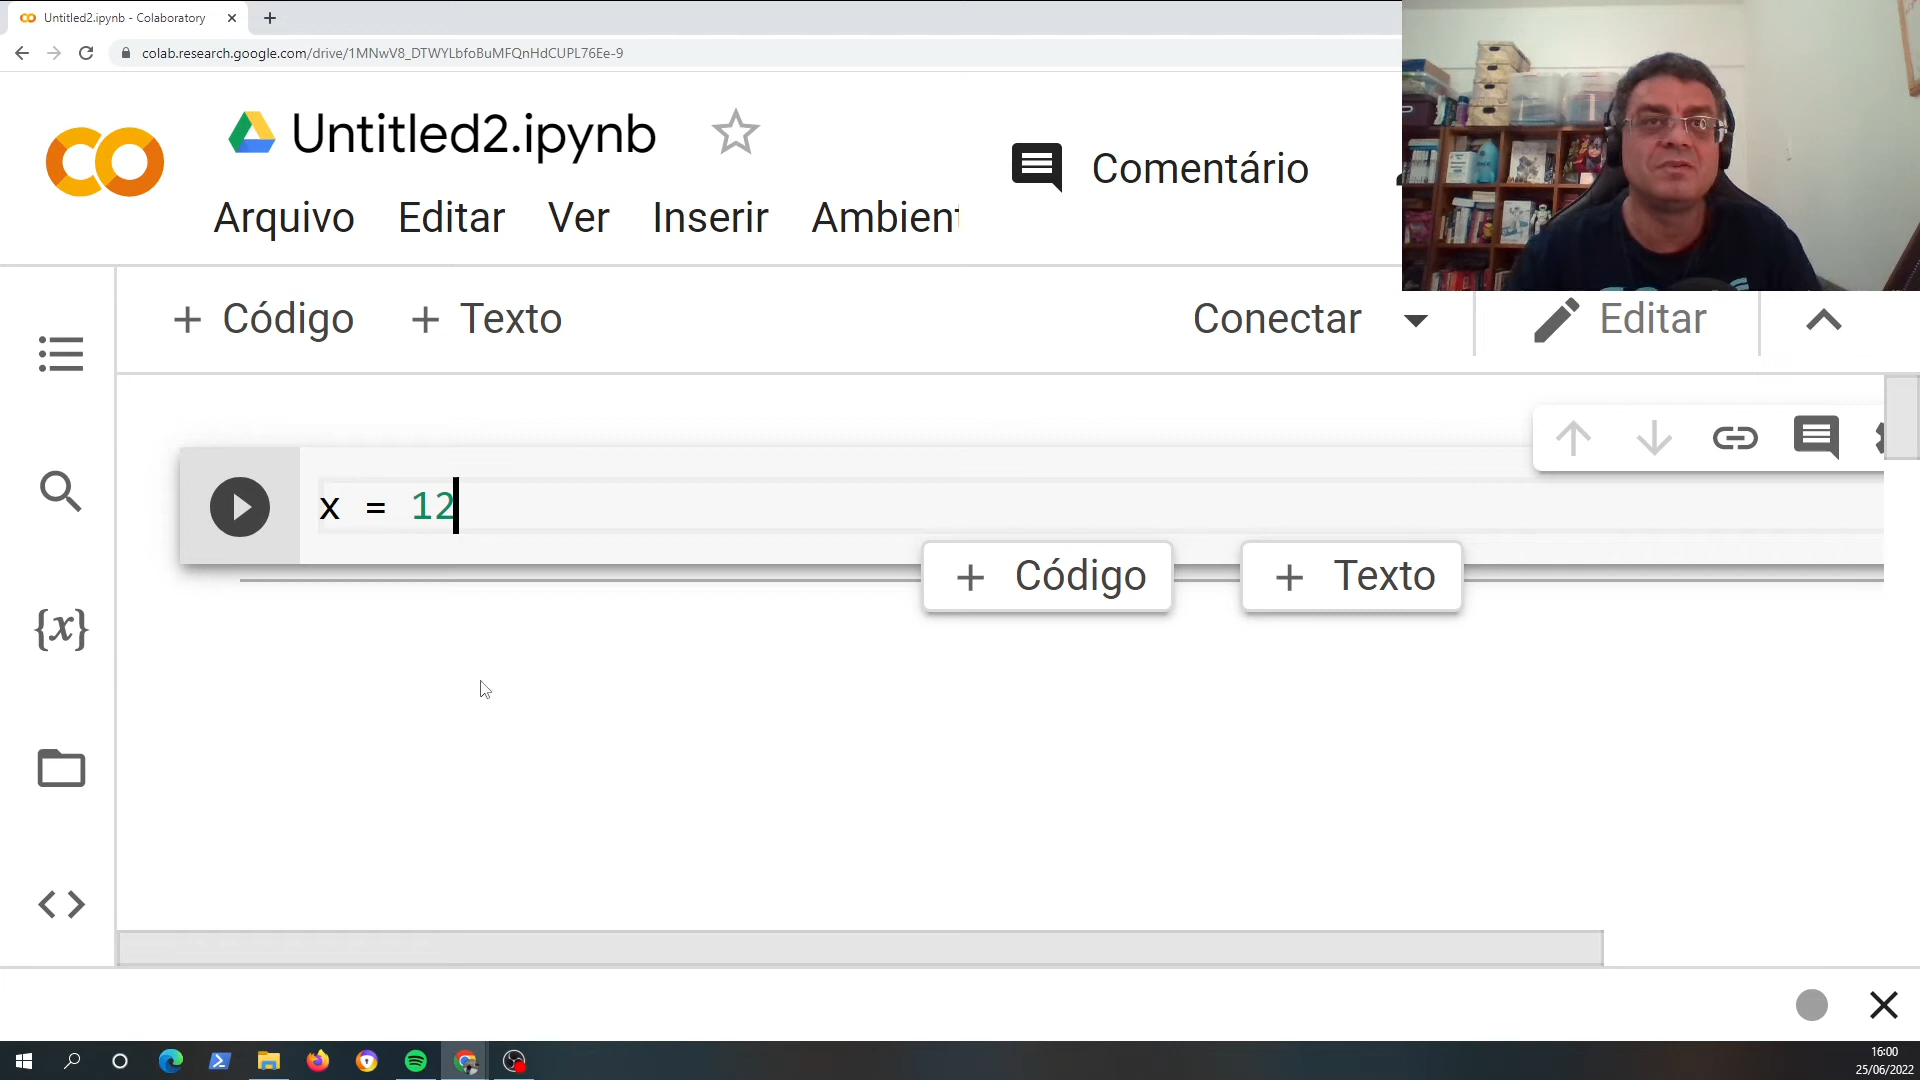 Untitled2.ipynb - Colaboratory
colab.research.google.com/drive/1MNwV8_DTWYLbfoBuMFQnHdCUPL76Ee-9
Untitled2.ipynb
Comentário
Arquivo Editar Ver Inserir Ambient
+ Código + Texto
Conectar
Editar
x = 12
+ Código
+ Texto
{x}
16:00
25/06/2022